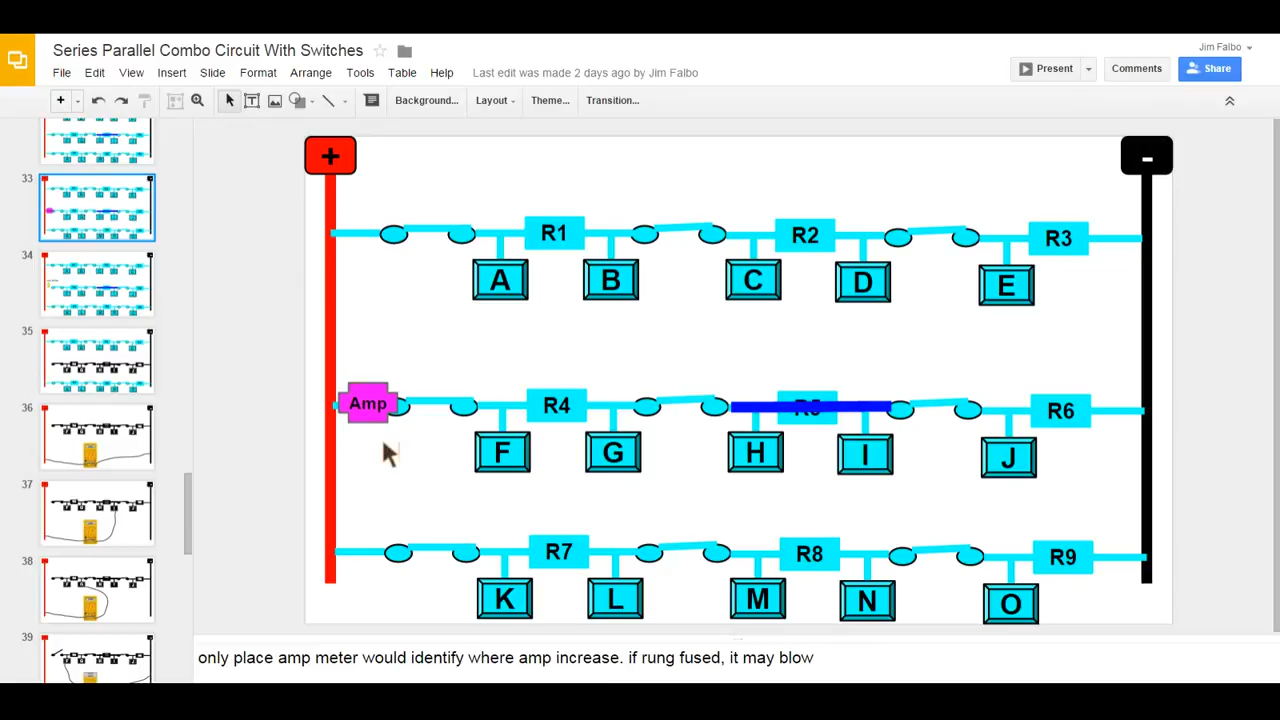 Series Parallel Combo Circuit With Switches
Jim Falbo
File Edit View Insert Slide Format Arrange Tools Table Help Last edit was made 2 days ago by Jim Falbo
Present Comments Share
Background... Layout Theme... Transition...
+ -
R1 R2 R3
A B C D E
Amp R4 R5 R6
F G H I J
R7 R8 R9
K L M N O
33
34
35
36
37
38
39
only place amp meter would identify where amp increase. if rung fused, it may blow